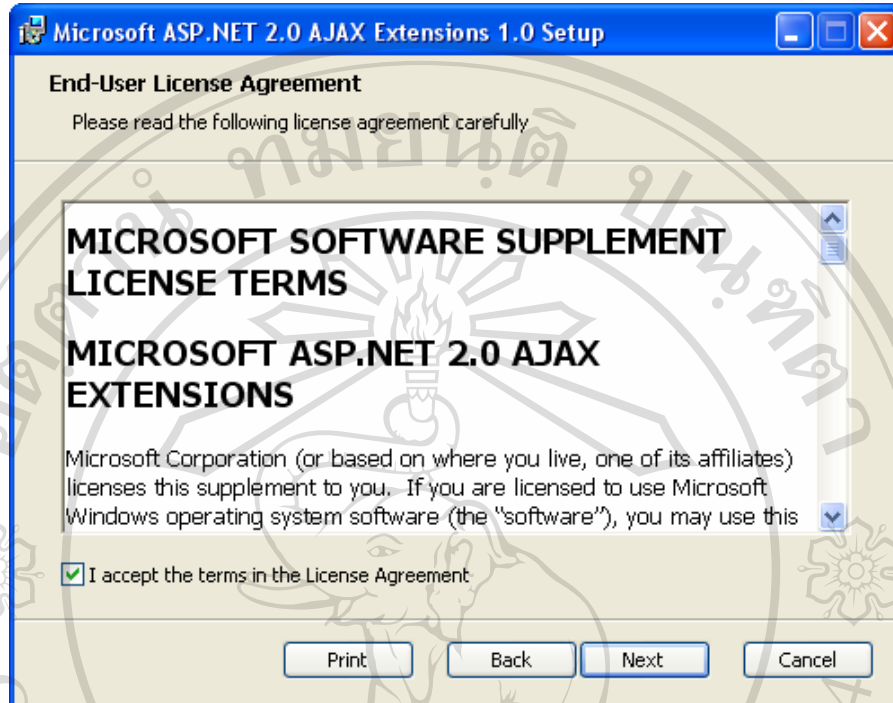 Microsoft ASP.NET 2.0 AJAX Extensions 1.0 Setup
End-User License Agreement
Please read the following license agreement carefully
MICROSOFT SOFTWARE SUPPLEMENT
LICENSE TERMS
MICROSOFT ASP.NET 2.0 AJAX
EXTENSIONS
Microsoft Corporation (or based on where you live, one of its affiliates)
licenses this supplement to you.  If you are licensed to use Microsoft
Windows operating system software (the "software"), you may use this
I accept the terms in the License Agreement
Print Back Next Cancel